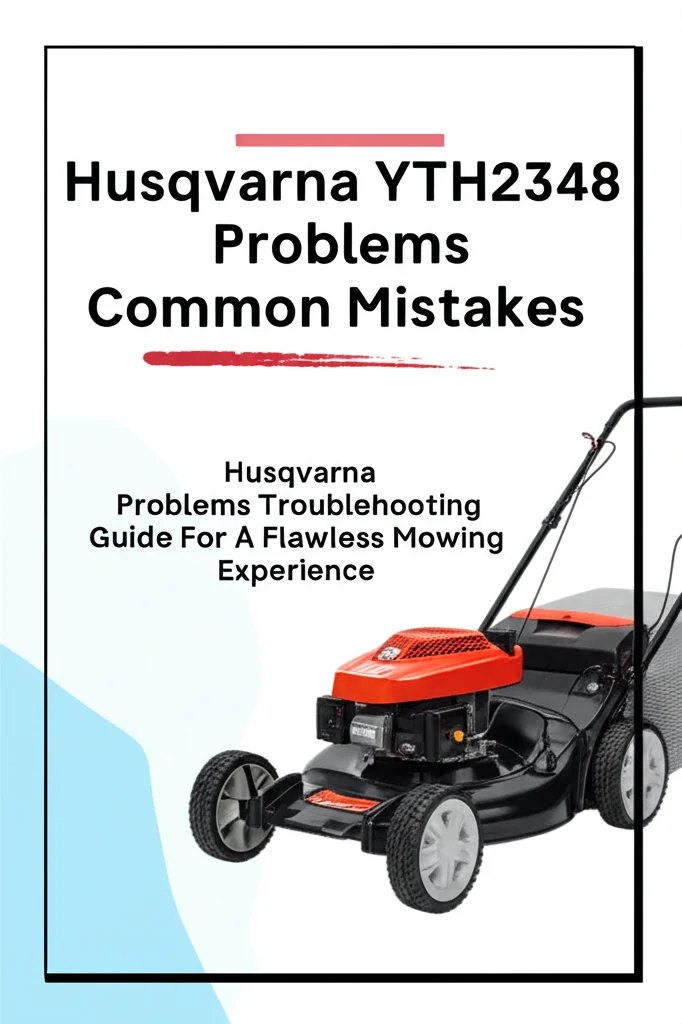 Husqvarna YTH2348
Problems
Common Mistakes
Husqvarna
Problems Troublehooting
Guide For A Flawless Mowing
Experience